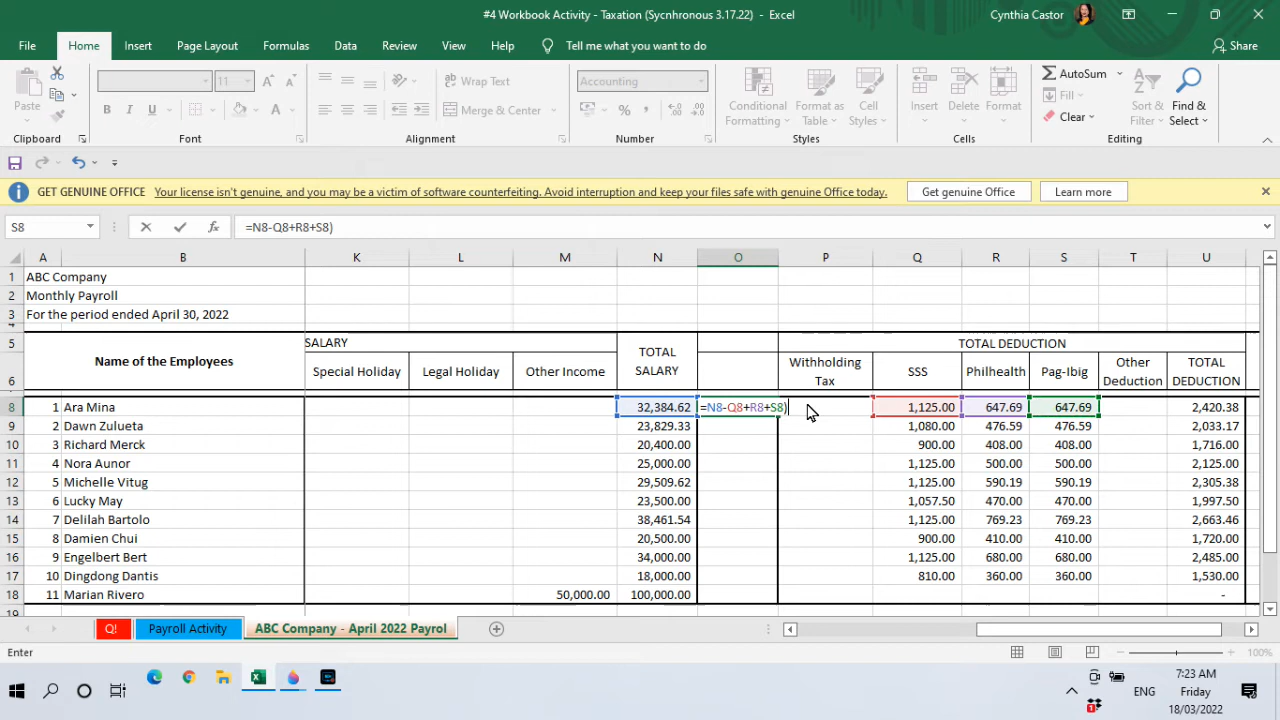 #4 Workbook Activity - Taxation (Sycnhronous 3.17.22) - Excel
Cynthia Castor
File Home Insert Page Layout Formulas Data Review View Help Tell me what you want to do Share
Paste
11
Wrap Text
Accounting
Merge & Center
Conditional Formatting
Format as Table
Cell Styles
Insert Delete Format
AutoSum
Fill
Clear
Sort & Filter
Find & Select
Clipboard Font Alignment Number Styles Cells Editing
GET GENUINE OFFICE Your license isn't genuine, and you may be a victim of software counterfeiting. Avoid interruption and keep your files safe with genuine Office today. Get genuine Office Learn more
S8 fx =N8-Q8+R8+S8)
A B K L M N O P Q R S T U
1 ABC Company
2 Monthly Payroll
3 For the period ended April 30, 2022
4
5 SALARY TOTAL DEDUCTION
6 Name of the Employees Special Holiday Legal Holiday Other Income TOTAL SALARY Withholding Tax SSS Philhealth Pag-Ibig Other Deduction TOTAL DEDUCTION
8 1 Ara Mina 32,384.62 =N8-Q8+R8+S8) 1,125.00 647.69 647.69 2,420.38
9 2 Dawn Zulueta 23,829.33 1,080.00 476.59 476.59 2,033.17
10 3 Richard Merck 20,400.00 900.00 408.00 408.00 1,716.00
11 4 Nora Aunor 25,000.00 1,125.00 500.00 500.00 2,125.00
12 5 Michelle Vitug 29,509.62 1,125.00 590.19 590.19 2,305.38
13 6 Lucky May 23,500.00 1,057.50 470.00 470.00 1,997.50
14 7 Delilah Bartolo 38,461.54 1,125.00 769.23 769.23 2,663.46
15 8 Damien Chui 20,500.00 900.00 410.00 410.00 1,720.00
16 9 Engelbert Bert 34,000.00 1,125.00 680.00 680.00 2,485.00
17 10 Dingdong Dantis 18,000.00 810.00 360.00 360.00 1,530.00
18 11 Marian Rivero 50,000.00 100,000.00 -
19
Q! Payroll Activity ABC Company - April 2022 Payrol
Enter 100%
7:23 AM
ENG Friday
18/03/2022